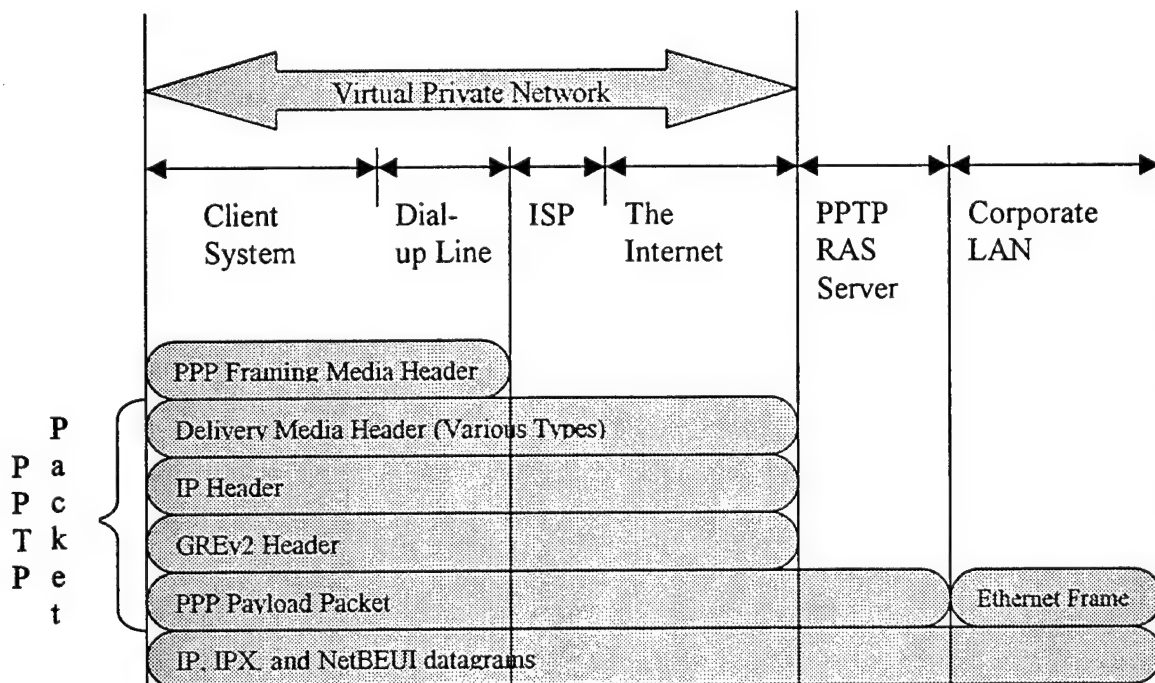 Virtual Private Network
Client
System
Dial-
up Line
ISP
The
Internet
PPTP
RAS
Server
Corporate
LAN
PPP Framing Media Header
Delivery Media Header (Various Types)
IP Header
GREv2 Header
PPP Payload Packet
Ethernet Frame
IP, IPX, and NetBEUI datagrams
PPTP
Packet